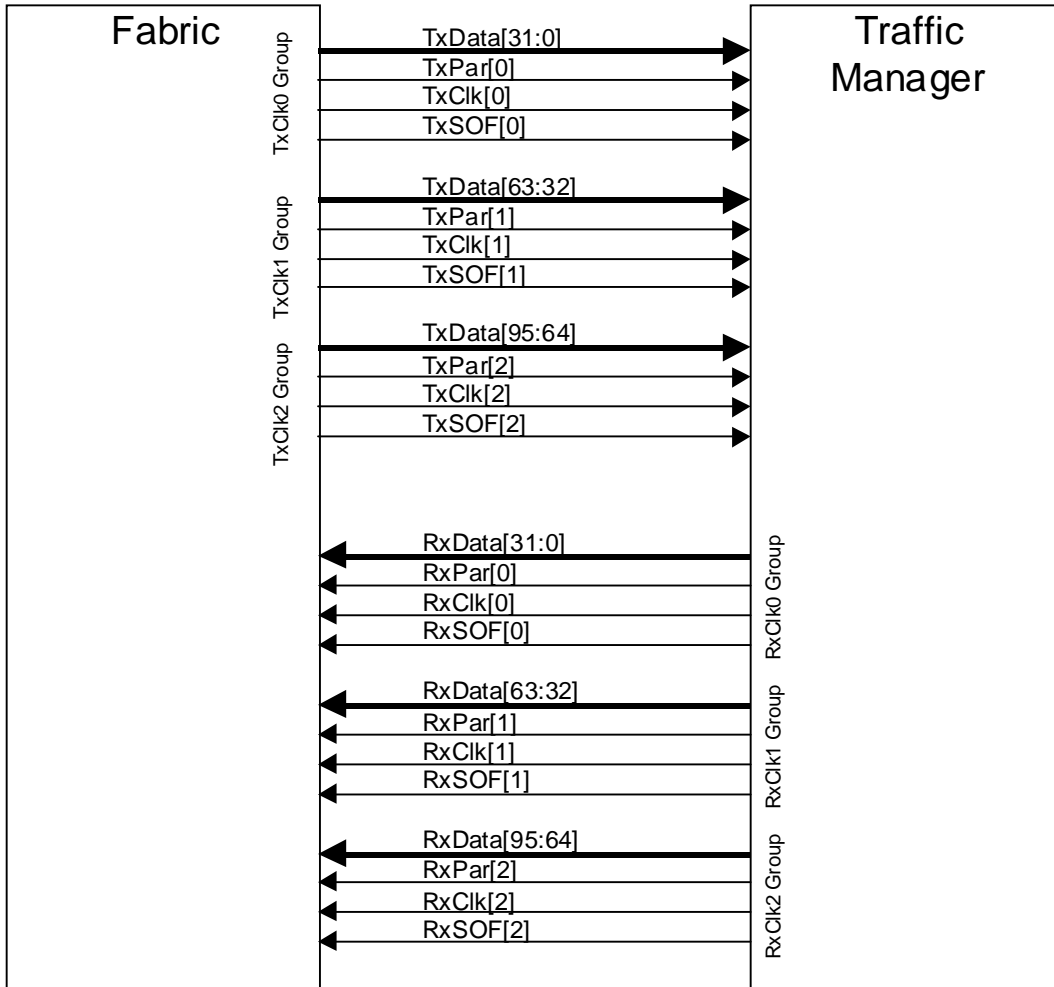 Fabric
Traffic
Manager
TxClk0 Group
TxData[31:0]
TxPar[0]
TxClk[0]
TxSOF[0]
TxClk1 Group
TxData[63:32]
TxPar[1]
TxClk[1]
TxSOF[1]
TxClk2 Group
TxData[95:64]
TxPar[2]
TxClk[2]
TxSOF[2]
RxData[31:0]
RxPar[0]
RxClk[0]
RxSOF[0]
RxClk0 Group
RxData[63:32]
RxPar[1]
RxClk[1]
RxSOF[1]
RxClk1 Group
RxData[95:64]
RxPar[2]
RxClk[2]
RxSOF[2]
RxClk2 Group